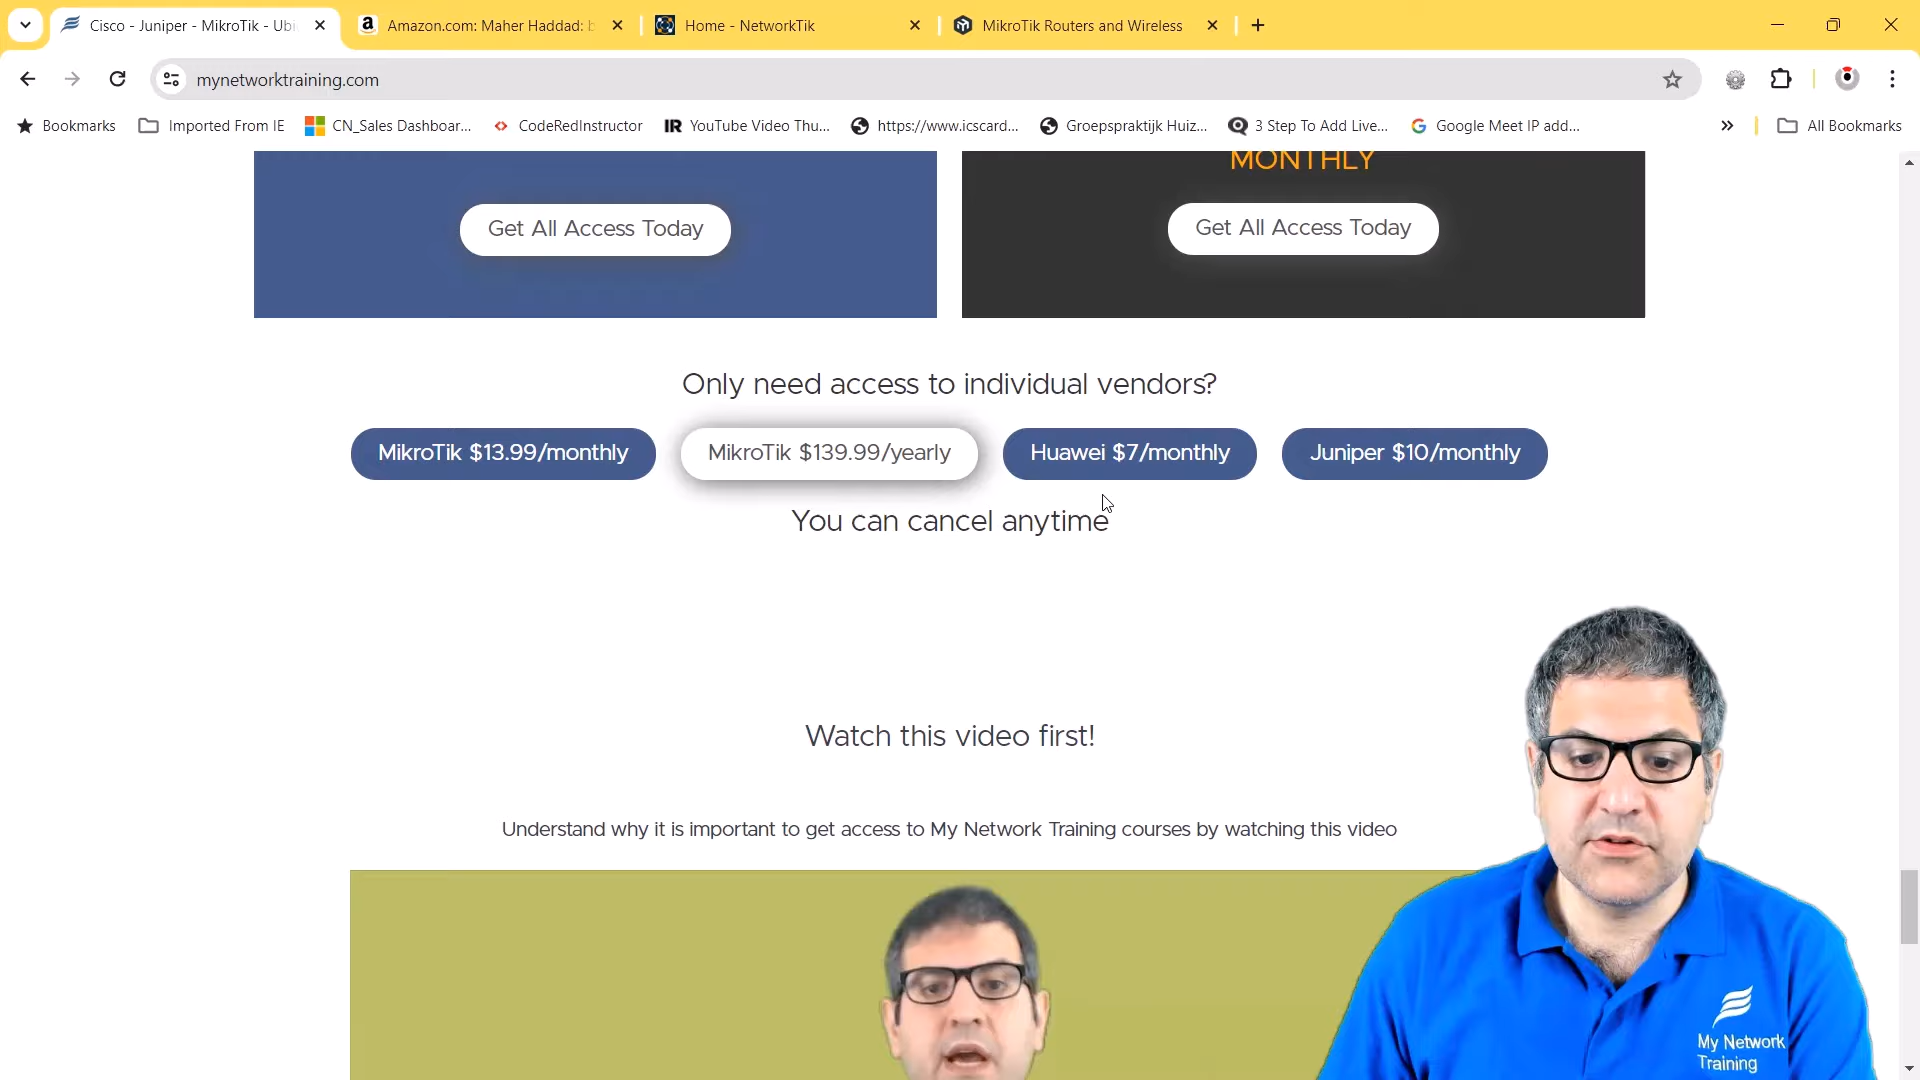 Cisco - Juniper - MikroTik - Ubi
Amazon.com: Maher Haddad: b
Home - NetworkTik
MikroTik Routers and Wireless
mynetworktraining.com
Bookmarks
Imported From IE
CN_Sales Dashboar...
CodeRedInstructor
YouTube Video Thu...
https://www.icscard...
Groepspraktijk Huiz...
3 Step To Add Live...
Google Meet IP add...
All Bookmarks
MONTHLY
Get All Access Today
Get All Access Today
Only need access to individual vendors?
MikroTik $13.99/monthly
MikroTik $139.99/yearly
Huawei $7/monthly
Juniper $10/monthly
You can cancel anytime
Watch this video first!
Understand why it is important to get access to My Network Training courses by watching this video
My Network
Training